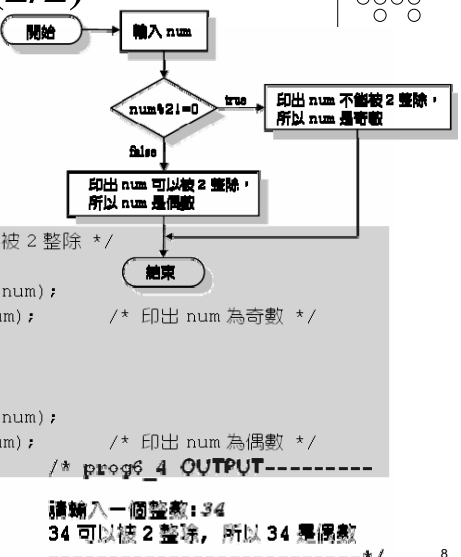 (2/2)
開始
輸入 num
num%2!=0
true
印出 num 不能被 2 整除，
所以 num 是奇數
false
印出 num 可以被 2 整除，
所以 num 是偶數
被 2 整除 */
結束
num);
um); /* 印出 num 為奇數 */
num);
um); /* 印出 num 為偶數 */
/* prog6_4 OUTPUT---------
請輸入一個整數:34
34 可以被 2 整除, 所以 34 是偶數
-----------------------*/
8